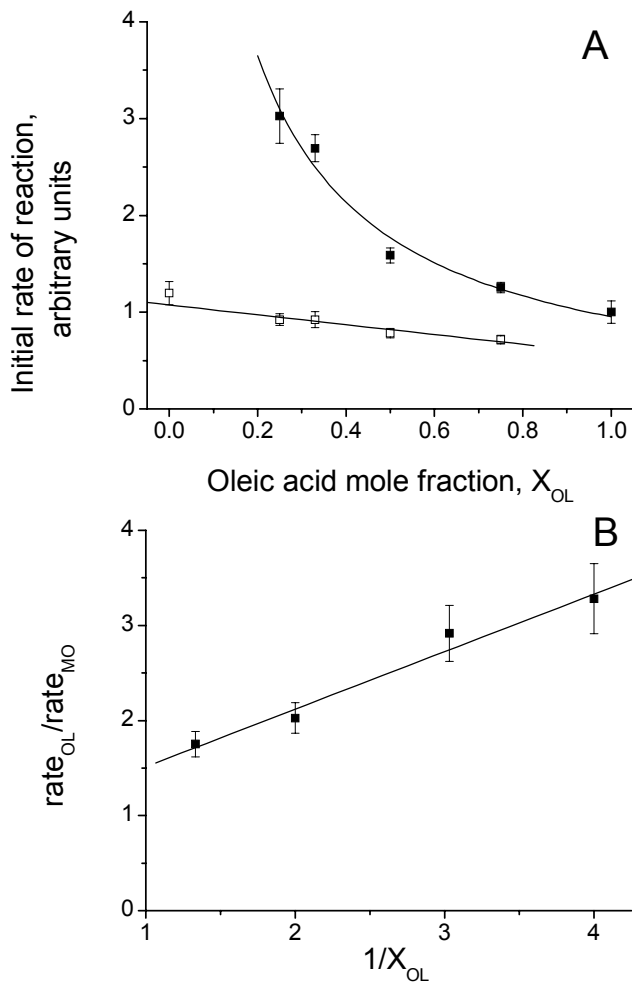 A
Initial rate of reaction,
arbitrary units
4
3
2
1
0
0.0 0.2 0.4 0.6 0.8 1.0
Oleic acid mole fraction, X_OL
B
rate_OL/rate_MO
4
3
2
1
0
1 2 3 4
1/X_OL